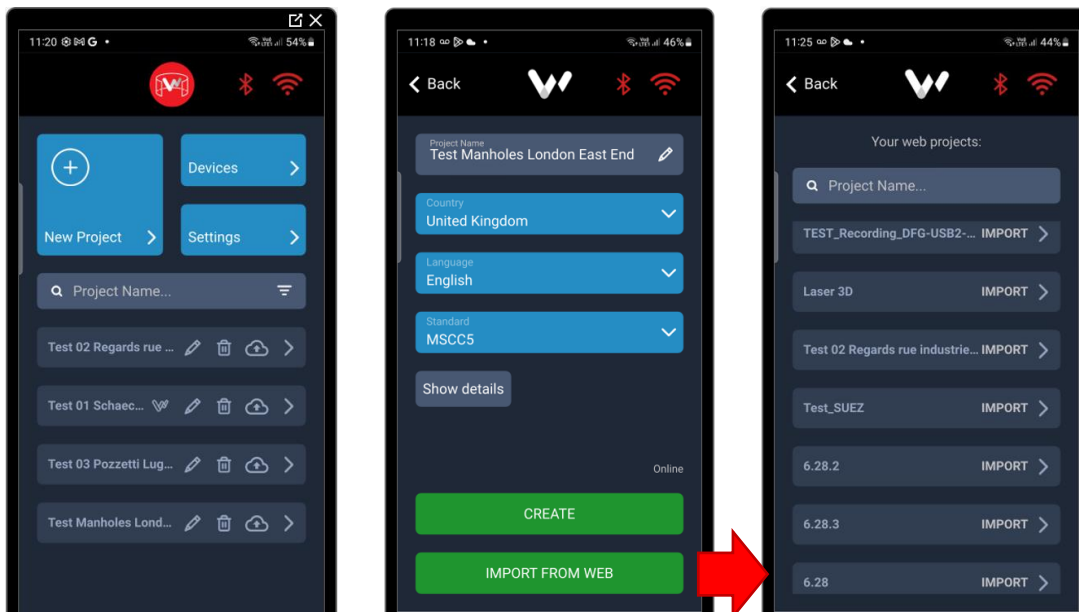 11:20 G • 54%
Devices
New Project
Settings
Project Name...
Test 02 Regards rue ...
Test 01 Schaec...
Test 03 Pozzetti Lug...
Test Manholes Lond...
11:18 • 46%
Back
Project Name
Test Manholes London East End
Country
United Kingdom
Language
English
Standard
MSCC5
Show details
Online
CREATE
IMPORT FROM WEB
11:25 • 44%
Back
Your web projects:
Project Name...
TEST_Recording_DFG-USB2-... IMPORT
Laser 3D IMPORT
Test 02 Regards rue industrie... IMPORT
Test_SUEZ IMPORT
6.28.2 IMPORT
6.28.3 IMPORT
6.28 IMPORT